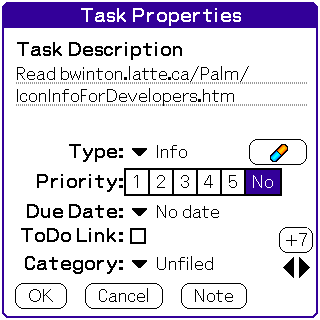 Task Properties
Task Description
Read bwinton.latte.ca/Palm/
IconInfoForDevelopers.htm
Type: Info
Priority: 1 2 3 4 5 No
Due Date: No date
ToDo Link:
+7
Category: Unfiled
OK Cancel Note